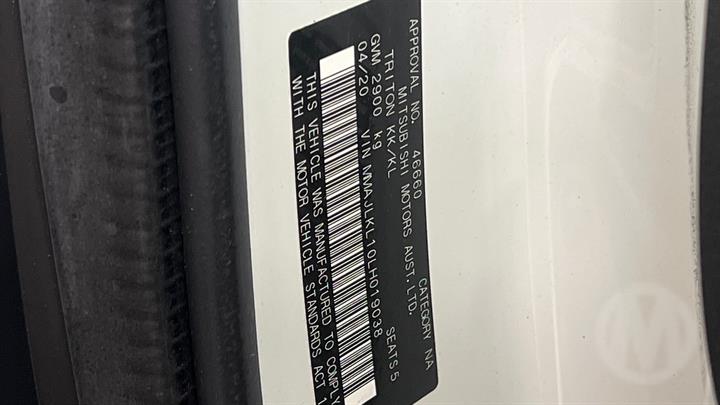 APPROVAL NO. 46660 CATEGORY NA
MITSUBISHI MOTORS AUST. LTD.
TRITON KK/KL
GVM 2900 kg SEATS 5
04/20 VIN MMAJLKL10LH019038
THIS VEHICLE WAS MANUFACTURED TO COMPLY
WITH THE MOTOR VEHICLE STANDARDS ACT 1
M